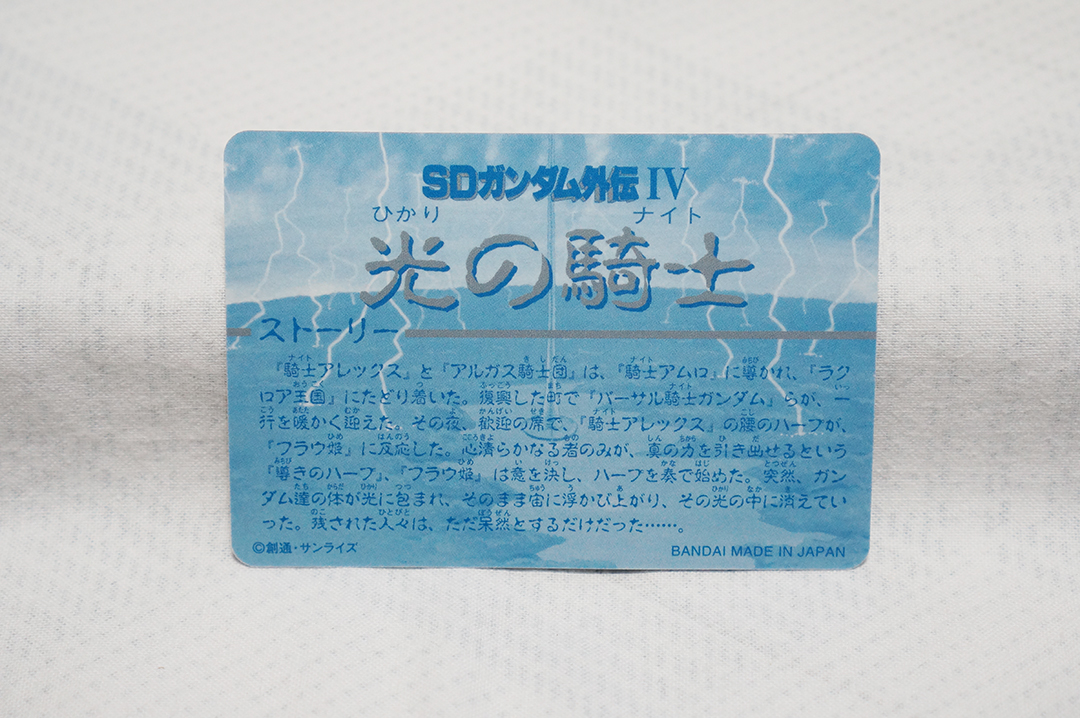 SDガンダム外伝 IV
ひかり ナイト
光の騎士
ストーリー
『騎士アレックス』と『アルガス騎士団』は、『騎士アムロ』に導かれ、『ラク
ロア王国』にたどり着いた。復興した町で『バーサル騎士ガンダム』らが、一
行を暖かく迎えた。その夜、歓迎の席で、『騎士アレックス』の腰のハープが、
『フラウ姫』に反応した。心清らかなる者のみが、真の力を引き出せるという
『導きのハープ』、『フラウ姫』は意を決し、ハープを奏で始めた。突然、ガン
ダム達の体が光に包まれ、そのまま宙に浮かび上がり、その光の中に消えてい
った。残された人々は、ただ呆然とするだけだった……。
©創通・サンライズ
BANDAI MADE IN JAPAN